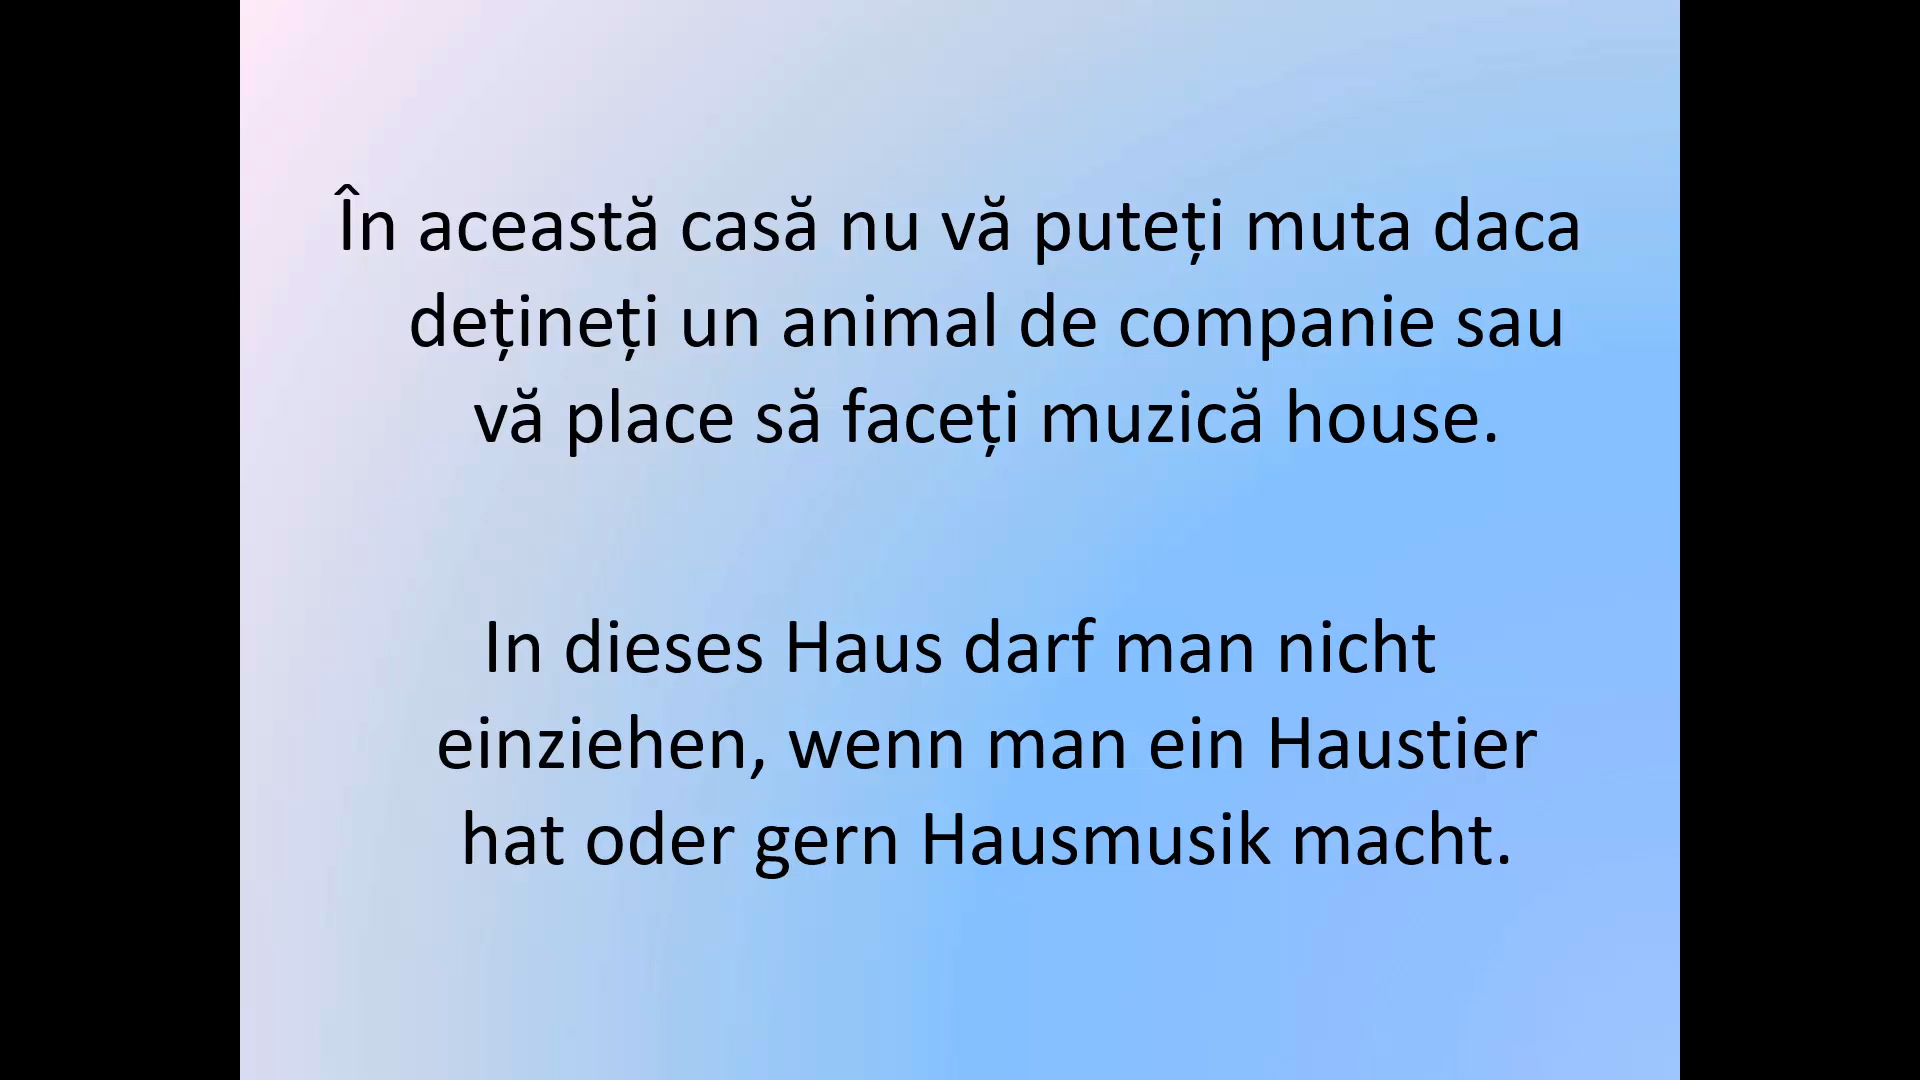 În această casă nu vă puteți muta daca
dețineți un animal de companie sau
vă place să faceți muzică house.
In dieses Haus darf man nicht
einziehen, wenn man ein Haustier
hat oder gern Hausmusik macht.